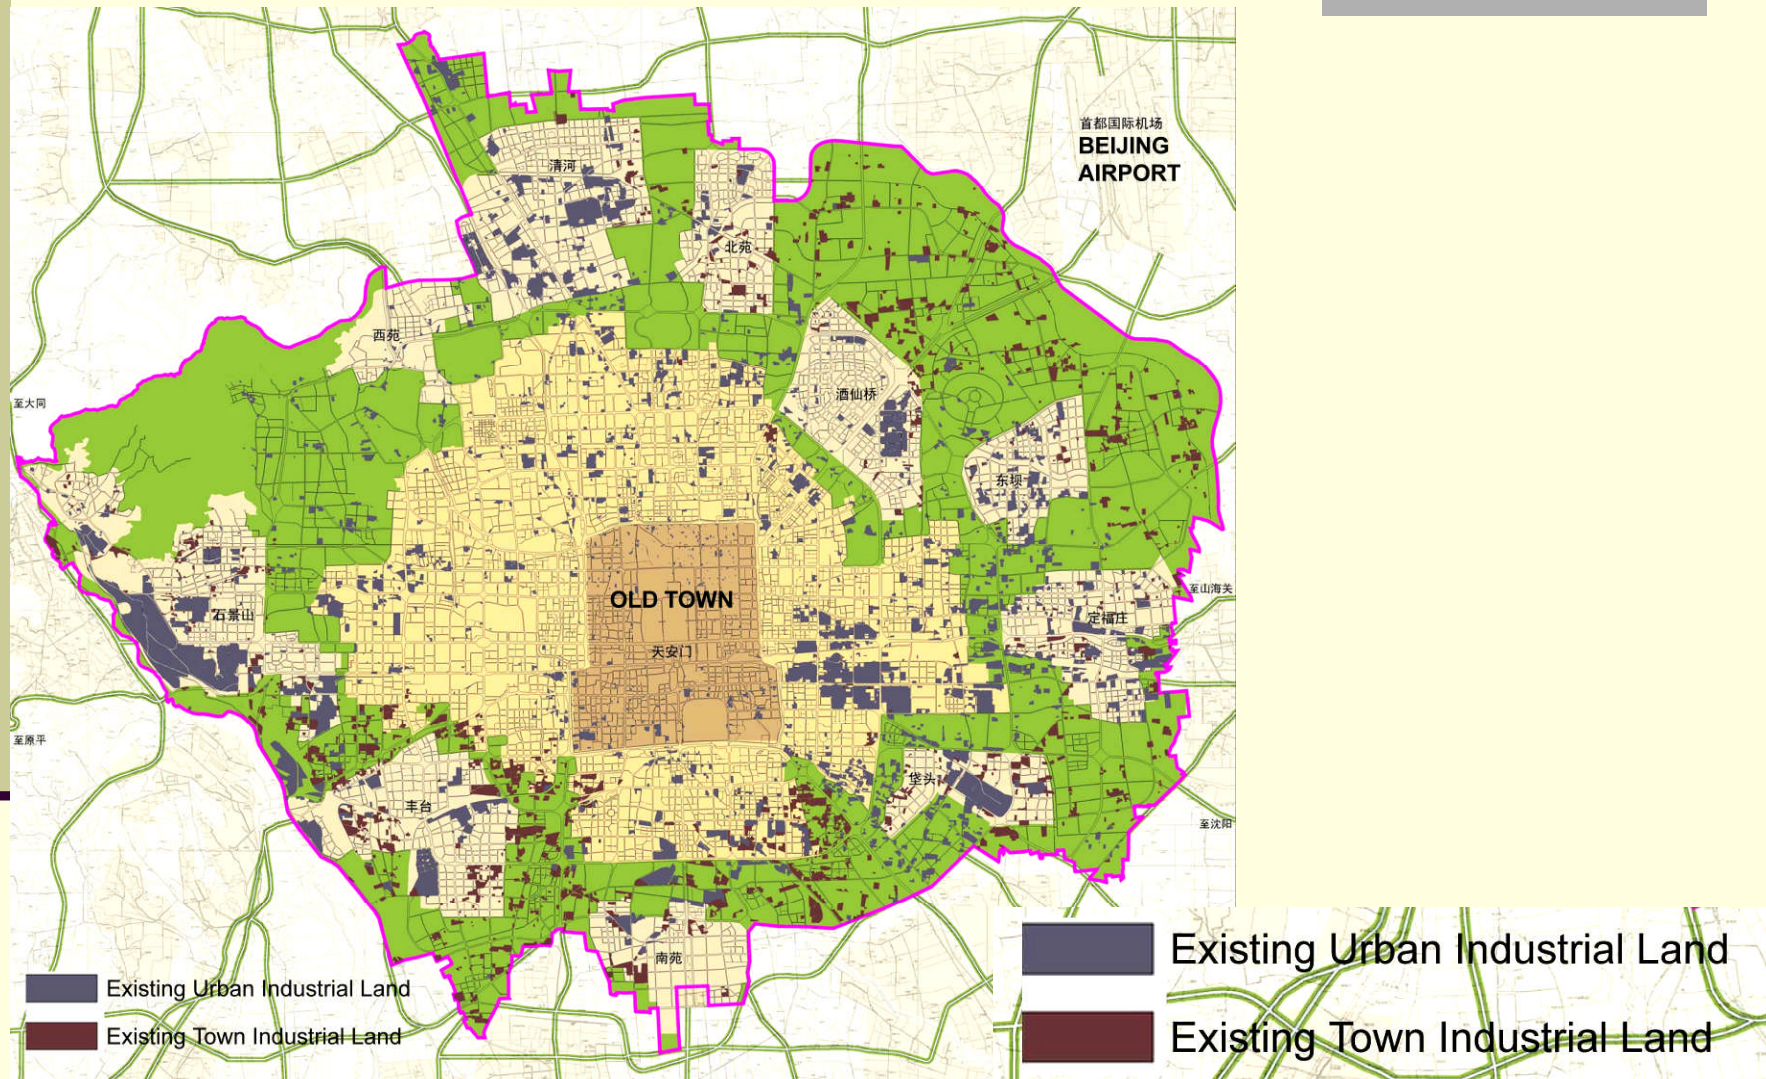 首都国际机场
BEIJING
AIRPORT
清河
北苑
西苑
酒仙桥
至大同
东坝
至山海关
OLD TOWN
石景山
定福庄
天安门
至原平
垡头
丰台
至沈阳
南苑
Existing Urban Industrial Land
Existing Town Industrial Land
Existing Urban Industrial Land
Existing Town Industrial Land